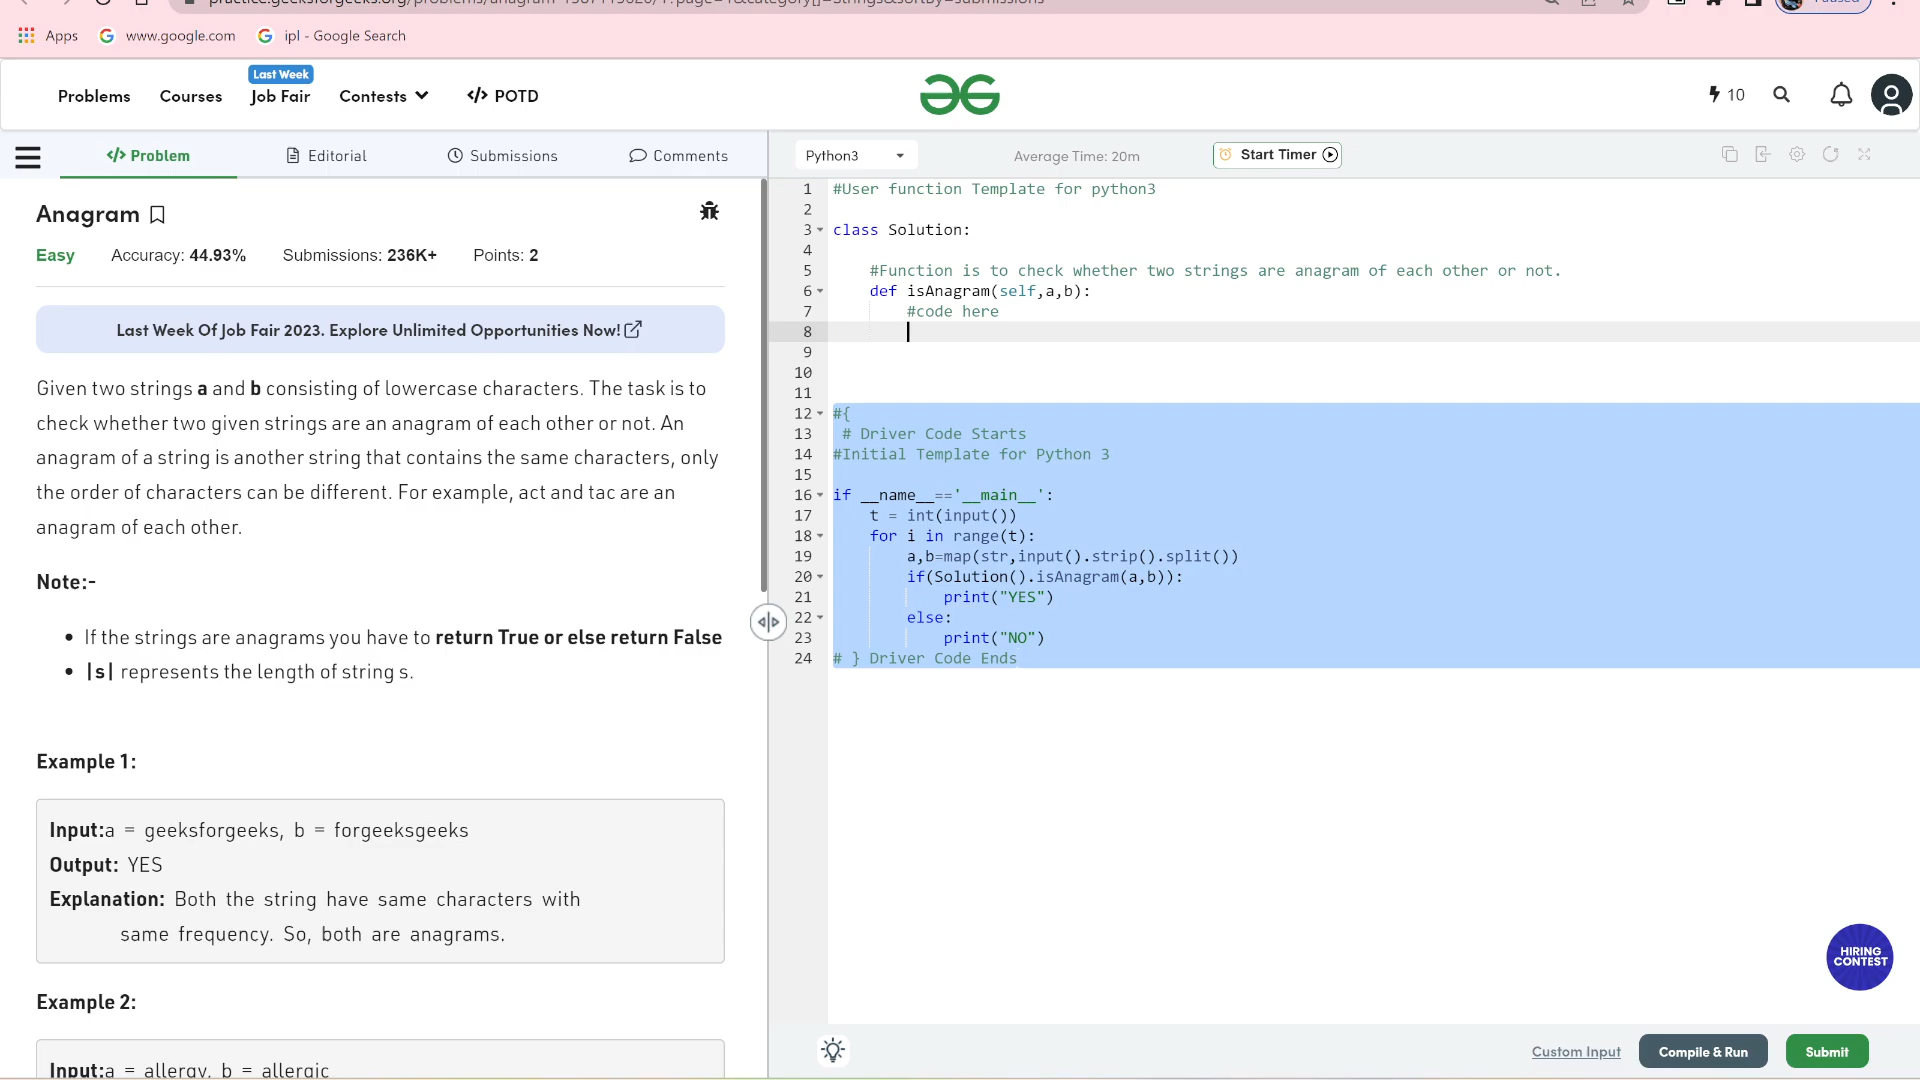 Apps
www.google.com
ipl - Google Search
Last Week
Problems
Courses
Job Fair
Contests
</> POTD
10
</> Problem
Editorial
Submissions
Comments
Python3
Average Time: 20m
Start Timer
Anagram
Easy
Accuracy: 44.93%
Submissions: 236K+
Points: 2
Last Week Of Job Fair 2023. Explore Unlimited Opportunities Now!
Given two strings a and b consisting of lowercase characters. The task is to
check whether two given strings are an anagram of each other or not. An
anagram of a string is another string that contains the same characters, only
the order of characters can be different. For example, act and tac are an
anagram of each other.
Note:-
If the strings are anagrams you have to return True or else return False
|s| represents the length of string s.
Example 1:
Input:a = geeksforgeeks, b = forgeeksgeeks
Output: YES
Explanation: Both the string have same characters with
same frequency. So, both are anagrams.
Example 2:
Input:a = allergy, b = allergic
1 #User function Template for python3
2
3 class Solution:
4
5 #Function is to check whether two strings are anagram of each other or not.
6 def isAnagram(self,a,b):
7 #code here
8
9
10
11
12 #{
13 # Driver Code Starts
14 #Initial Template for Python 3
15
16 if __name__=='__main__':
17 t = int(input())
18 for i in range(t):
19 a,b=map(str,input().strip().split())
20 if(Solution().isAnagram(a,b)):
21 print("YES")
22 else:
23 print("NO")
24 # } Driver Code Ends
HIRING
CONTEST
Custom Input
Compile & Run
Submit